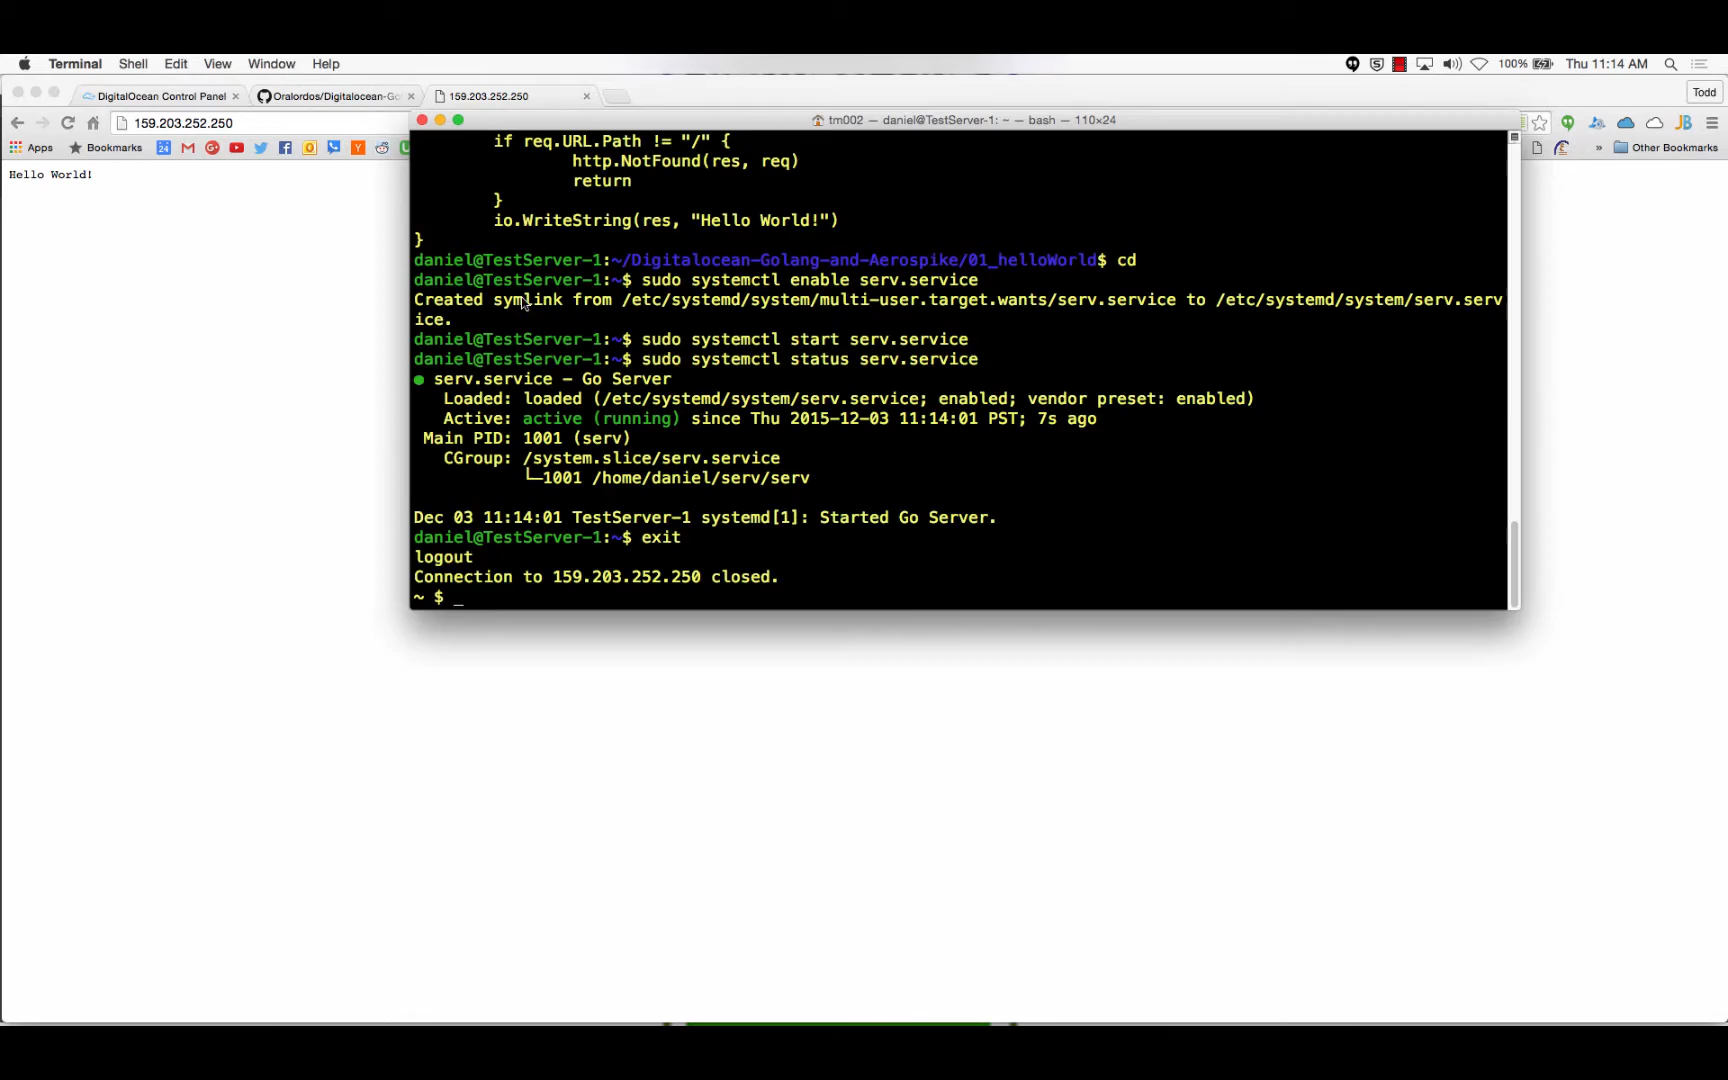 Terminal Shell Edit View Window Help 100% Thu 11:14 AM
DigitalOcean Control Panel Oralordos/Digitalocean-Go 159.203.252.250 Todd
159.203.252.250
tm002 — daniel@TestServer-1: ~ — bash — 110×24
Apps Bookmarks 24 Other Bookmarks
Hello World!
if req.URL.Path != "/" {
http.NotFound(res, req)
return
}
io.WriteString(res, "Hello World!")
}
daniel@TestServer-1:~/Digitalocean-Golang-and-Aerospike/01_helloWorld$ cd
daniel@TestServer-1:~$ sudo systemctl enable serv.service
Created symlink from /etc/systemd/system/multi-user.target.wants/serv.service to /etc/systemd/system/serv.serv
ice.
daniel@TestServer-1:~$ sudo systemctl start serv.service
daniel@TestServer-1:~$ sudo systemctl status serv.service
● serv.service - Go Server
Loaded: loaded (/etc/systemd/system/serv.service; enabled; vendor preset: enabled)
Active: active (running) since Thu 2015-12-03 11:14:01 PST; 7s ago
Main PID: 1001 (serv)
CGroup: /system.slice/serv.service
└─1001 /home/daniel/serv/serv
Dec 03 11:14:01 TestServer-1 systemd[1]: Started Go Server.
daniel@TestServer-1:~$ exit
logout
Connection to 159.203.252.250 closed.
~ $ _